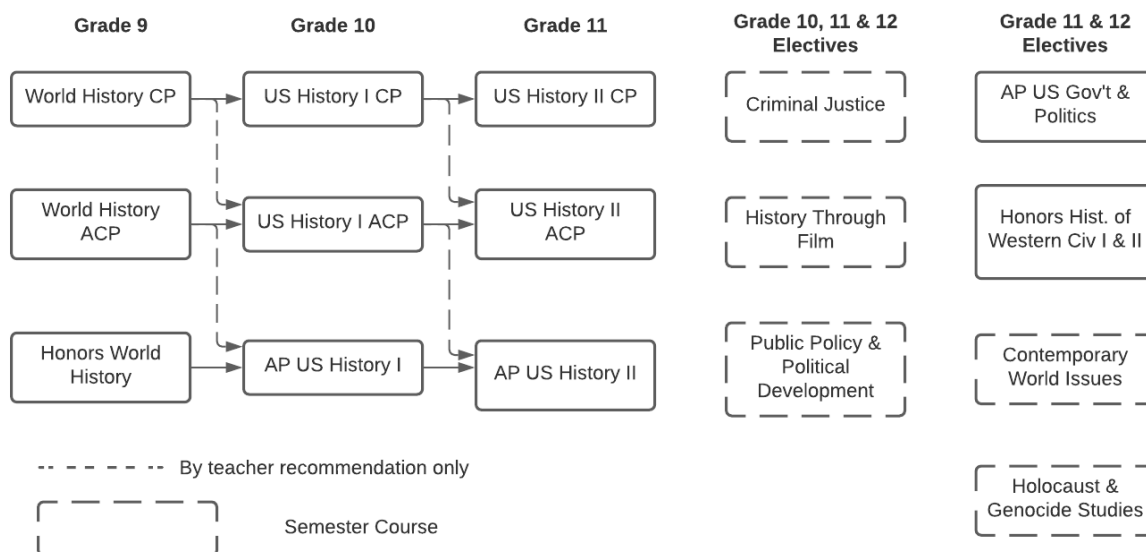 Grade 9
Grade 10
Grade 11
Grade 10, 11 & 12
Electives
Grade 11 & 12
Electives
World History CP
US History I CP
US History II CP
Criminal Justice
AP US Gov't &
Politics
World History
ACP
US History I ACP
US History II
ACP
History Through
Film
Honors Hist. of
Western Civ I & II
Honors World
History
AP US History I
AP US History II
Public Policy &
Political
Development
Contemporary
World Issues
By teacher recommendation only
Holocaust &
Genocide Studies
Semester Course